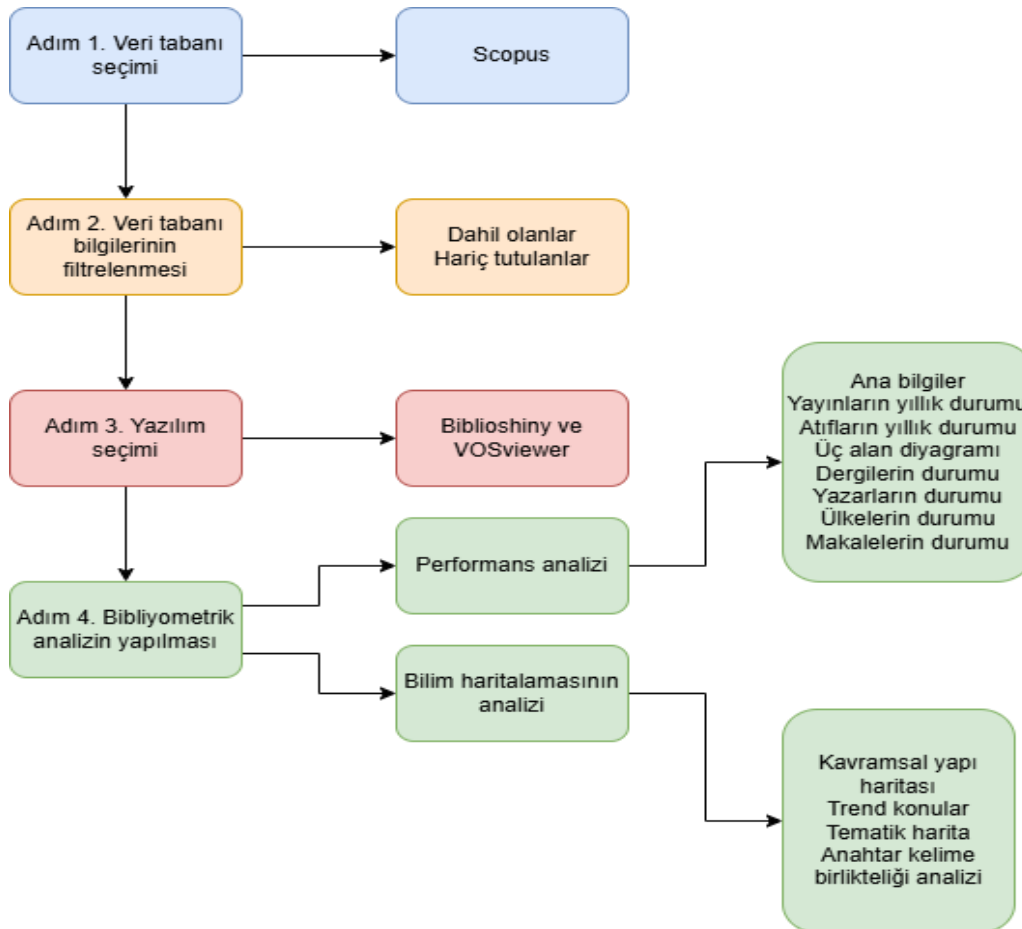 Adım 1. Veri tabanı
seçimi
Scopus
Adım 2. Veri tabanı
bilgilerinin
filtrelenmesi
Dahil olanlar
Hariç tutulanlar
Adım 3. Yazılım
seçimi
Biblioshiny ve
VOSviewer
Adım 4. Bibliyometrik
analizin yapılması
Performans analizi
Ana bilgiler
Yayınların yıllık durumu
Atıfların yıllık durumu
Üç alan diyagramı
Dergilerin durumu
Yazarların durumu
Ülkelerin durumu
Makalelerin durumu
Bilim haritalamasının
analizi
Kavramsal yapı
haritası
Trend konular
Tematik harita
Anahtar kelime
birlikteliği analizi